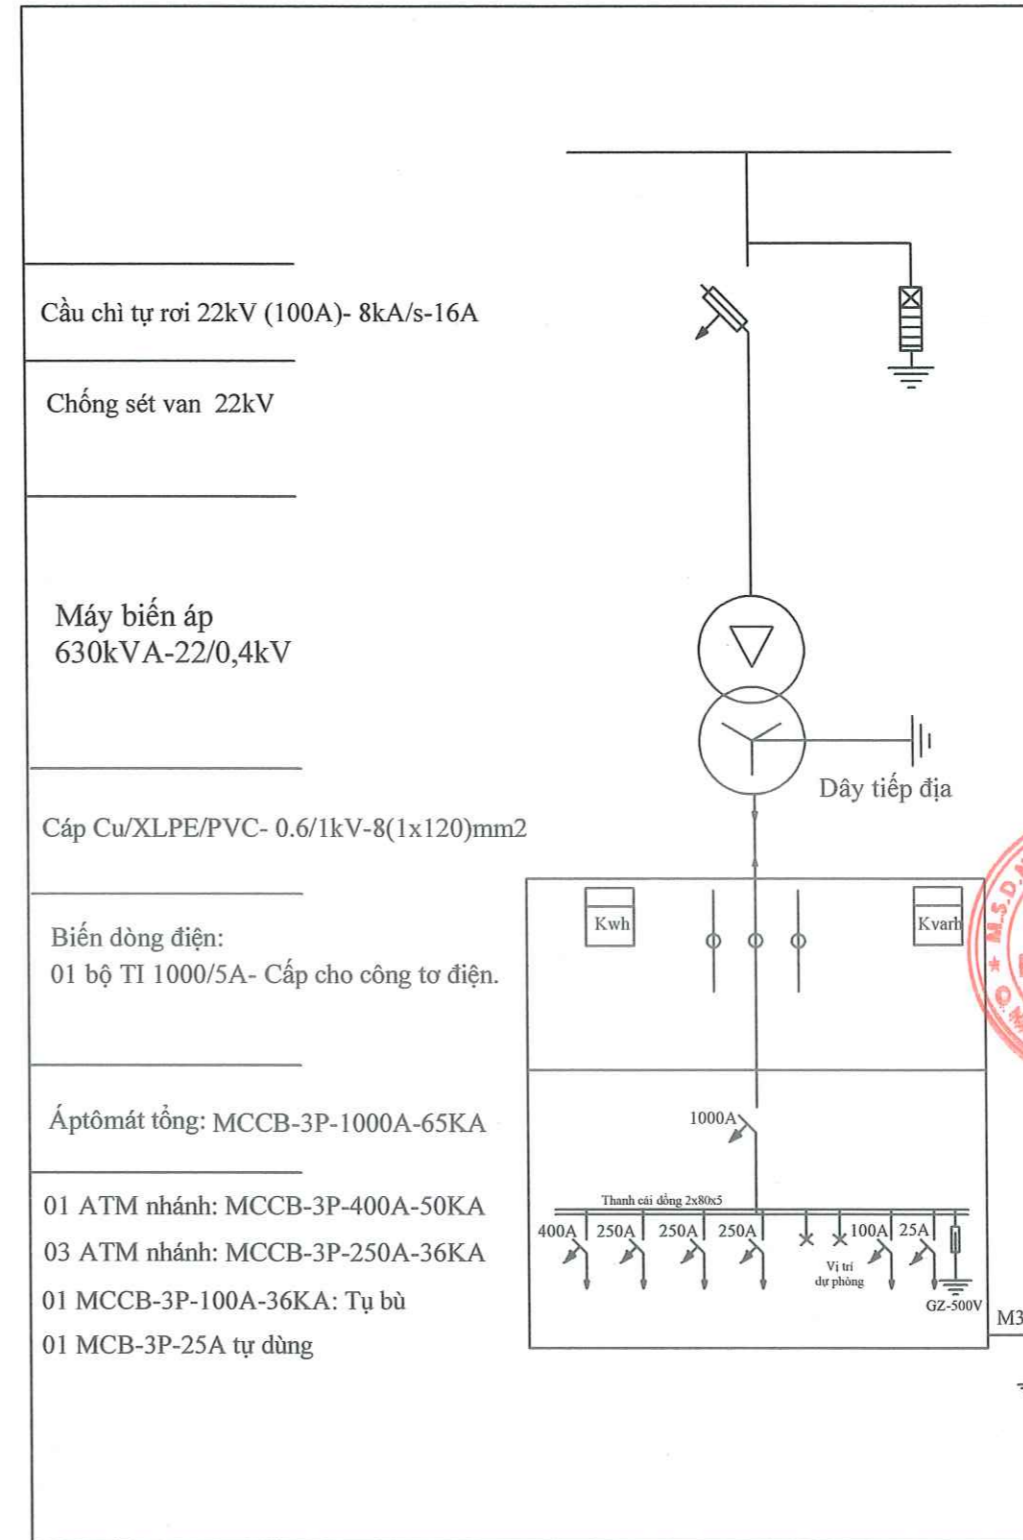 Cầu chì tự rơi 22kV (100A)- 8kA/s-16A
Chống sét van 22kV
Máy biến áp
630kVA-22/0,4kV
Dây tiếp địa
Cáp Cu/XLPE/PVC- 0.6/1kV-8(1x120)mm2
Kwh
Kvarh
Biến dòng điện:
01 bộ TI 1000/5A- Cấp cho công tơ điện.
* M.S.D.N
Áptômát tổng: MCCB-3P-1000A-65KA
1000A
01 ATM nhánh: MCCB-3P-400A-50KA
03 ATM nhánh: MCCB-3P-250A-36KA
01 MCCB-3P-100A-36KA: Tụ bù
01 MCB-3P-25A tự dùng
Thanh cái đồng 2x80x5
400A 250A 250A 250A 100A 25A
Vị trí
dự phòng
GZ-500V
M3